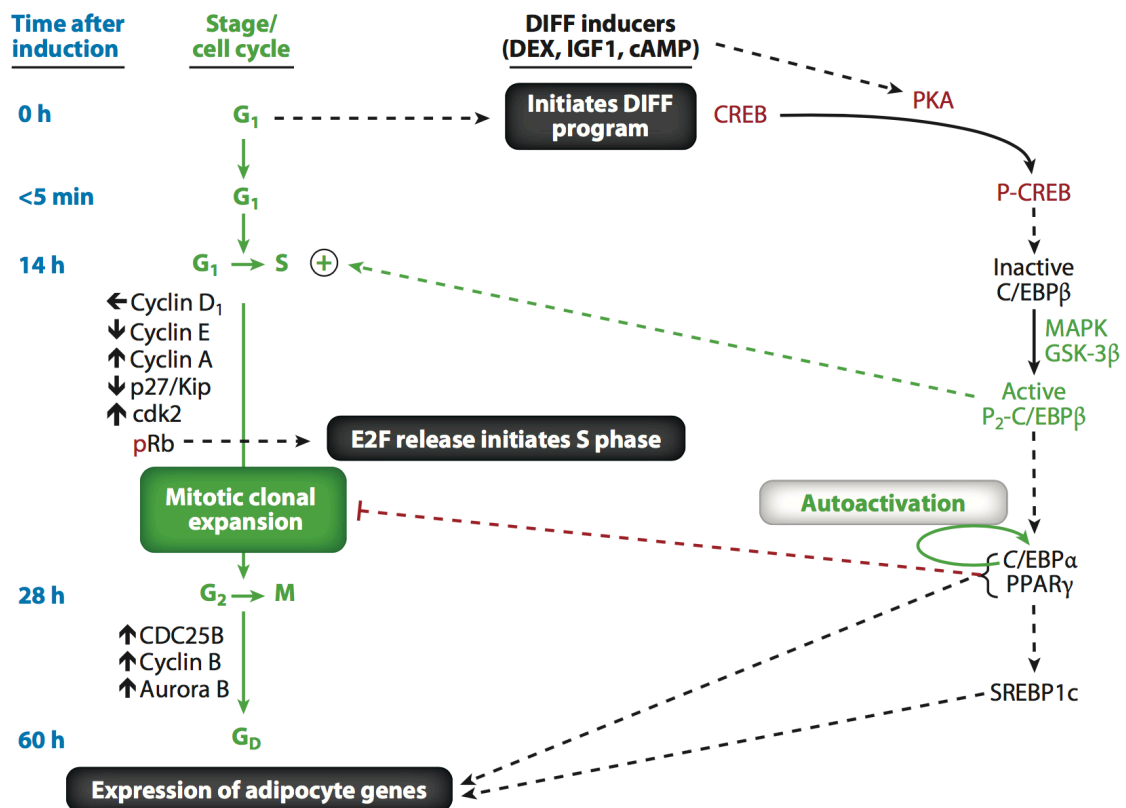 Time after
induction
Stage/
cell cycle
DIFF inducers
(DEX, IGF1, cAMP)
0 h
G₁
Initiates DIFF
program
CREB
PKA
<5 min
G₁
P-CREB
14 h
G₁
S
+
Inactive
C/EBPβ
Cyclin D₁
Cyclin E
Cyclin A
p27/Kip
cdk2
pRb
MAPK
GSK-3β
Active
P₂-C/EBPβ
E2F release initiates S phase
Mitotic clonal
expansion
Autoactivation
C/EBPα
PPARγ
28 h
G₂
M
CDC25B
Cyclin B
Aurora B
SREBP1c
60 h
G_D
Expression of adipocyte genes